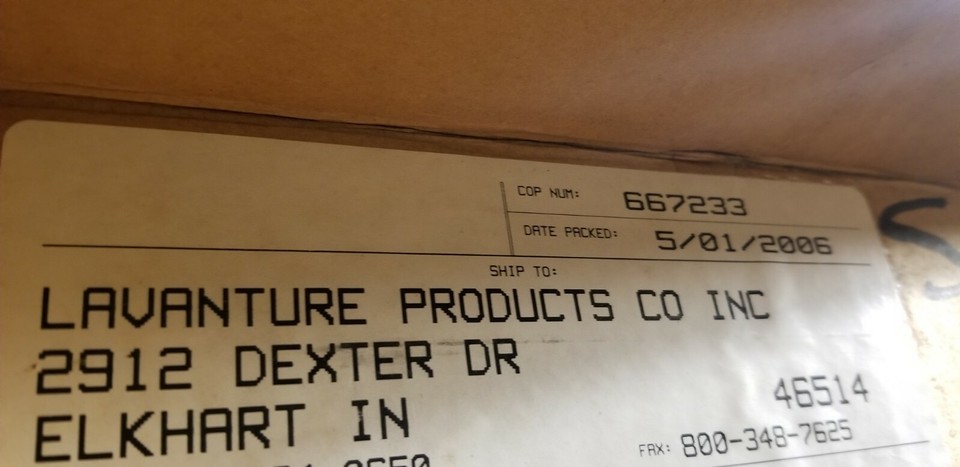 COP NUM: 667233
DATE PACKED: 5/01/2006
SHIP TO:
LAVANTURE PRODUCTS CO INC
2912 DEXTER DR
ELKHART IN 46514
FAX: 800-348-7625